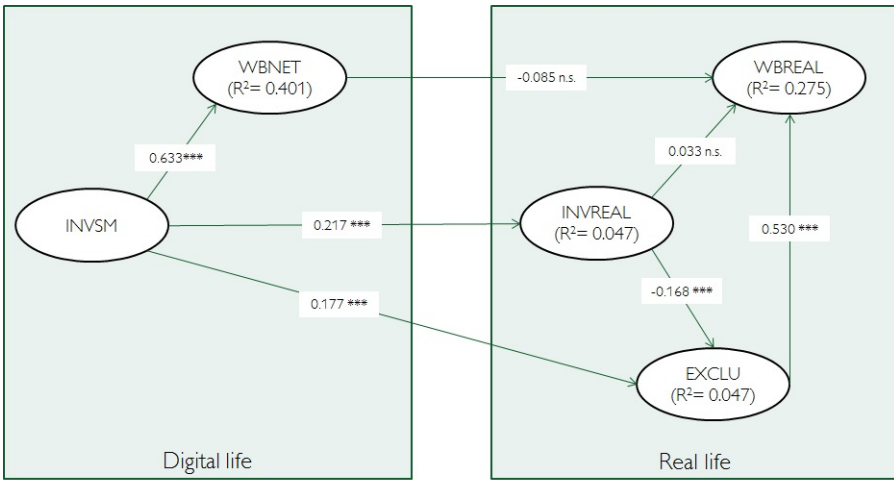 WBNET
(R²= 0.401)
-0.085 n.s.
WBREAL
(R²= 0.275)
0.633***
0.033 n.s.
INVSM
0.217 ***
INVREAL
(R²= 0.047)
0.530 ***
0.177 ***
-0.168 ***
EXCLU
(R²= 0.047)
Digital life
Real life